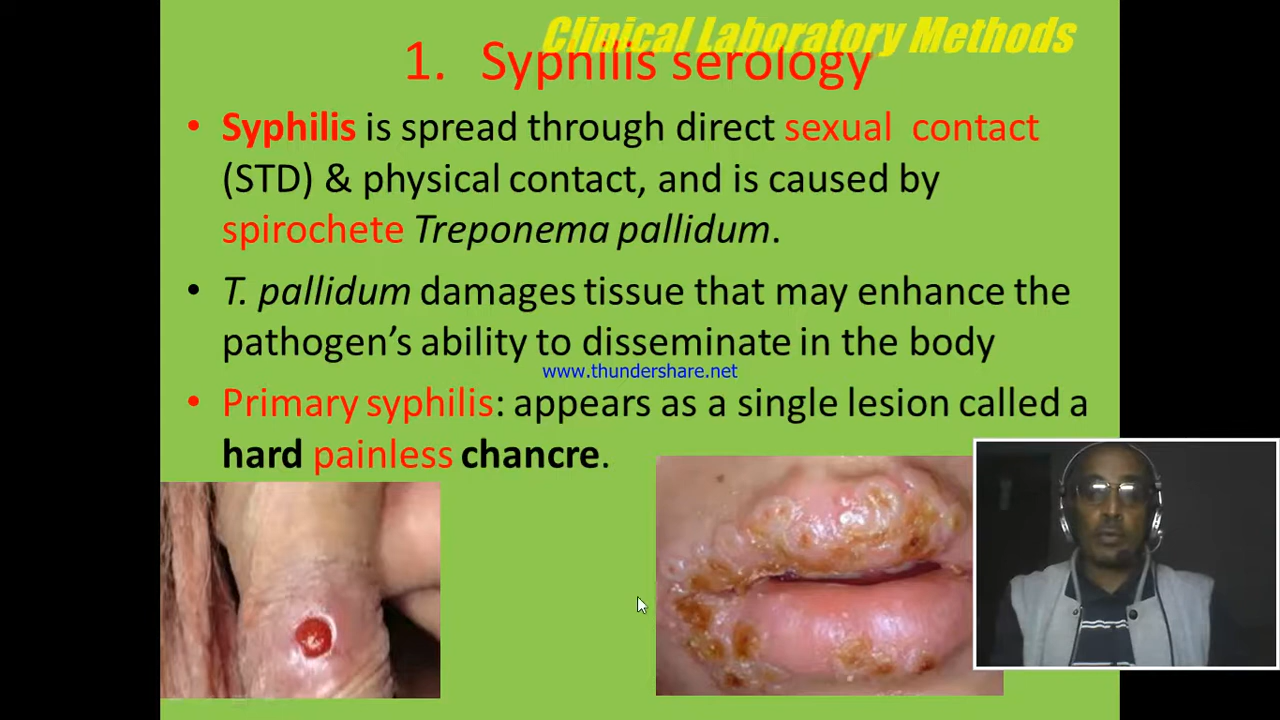 Clinical Laboratory Methods
1. Syphilis serology
• Syphilis is spread through direct sexual contact
(STD) & physical contact, and is caused by
spirochete Treponema pallidum.
• T. pallidum damages tissue that may enhance the
pathogen’s ability to disseminate in the body
www.thundershare.net
• Primary syphilis: appears as a single lesion called a
hard painless chancre.